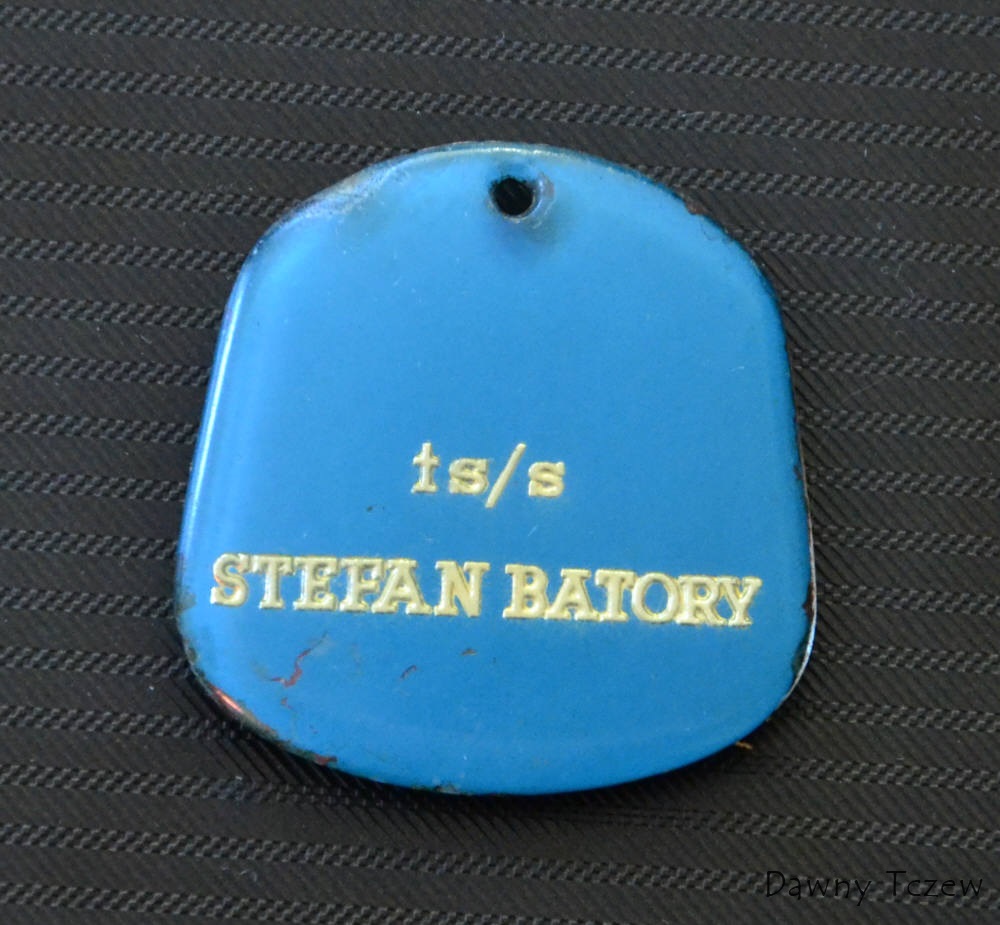 ts/s
STEFAN BATORY
Dawny Tczew